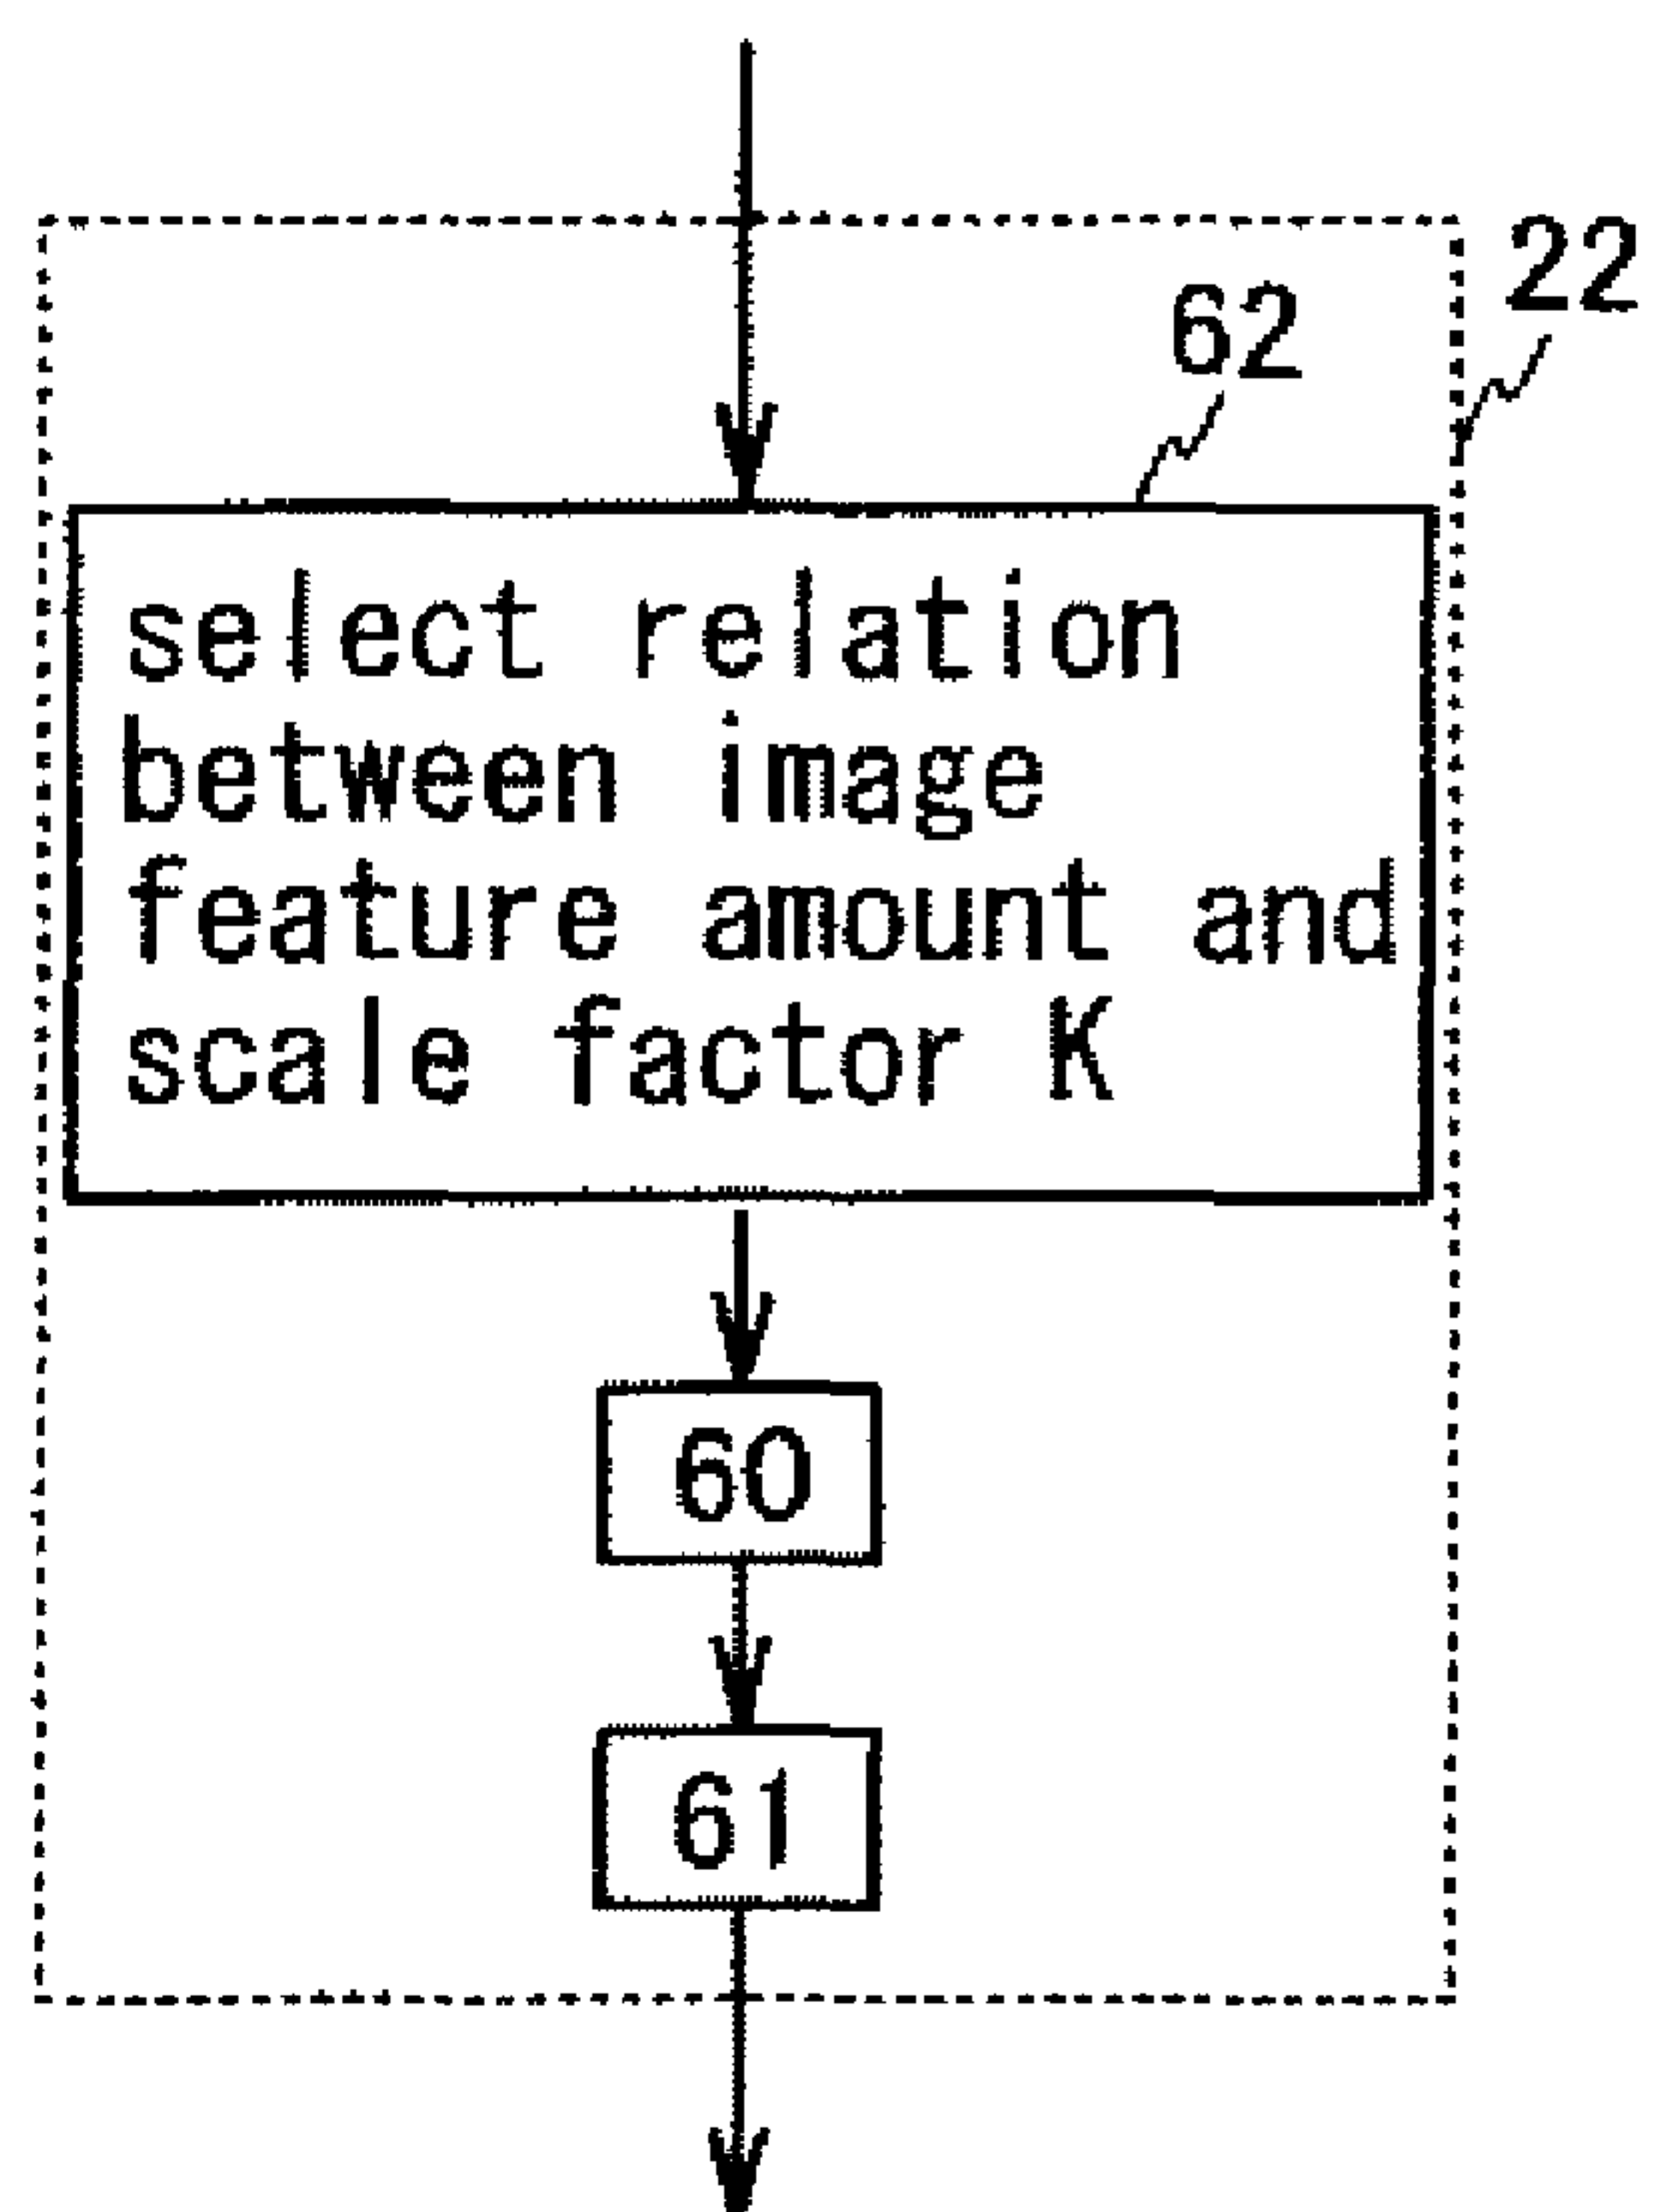 22
62
select relation
between image
feature amount and
scale factor K
60
61